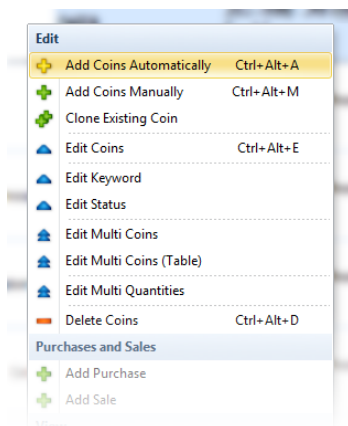 Edit
Add Coins Automatically Ctrl+Alt+A
Add Coins Manually Ctrl+Alt+M
Clone Existing Coin
Edit Coins Ctrl+Alt+E
Edit Keyword
Edit Status
Edit Multi Coins
Edit Multi Coins (Table)
Edit Multi Quantities
Delete Coins Ctrl+Alt+D
Purchases and Sales
Add Purchase
Add Sale